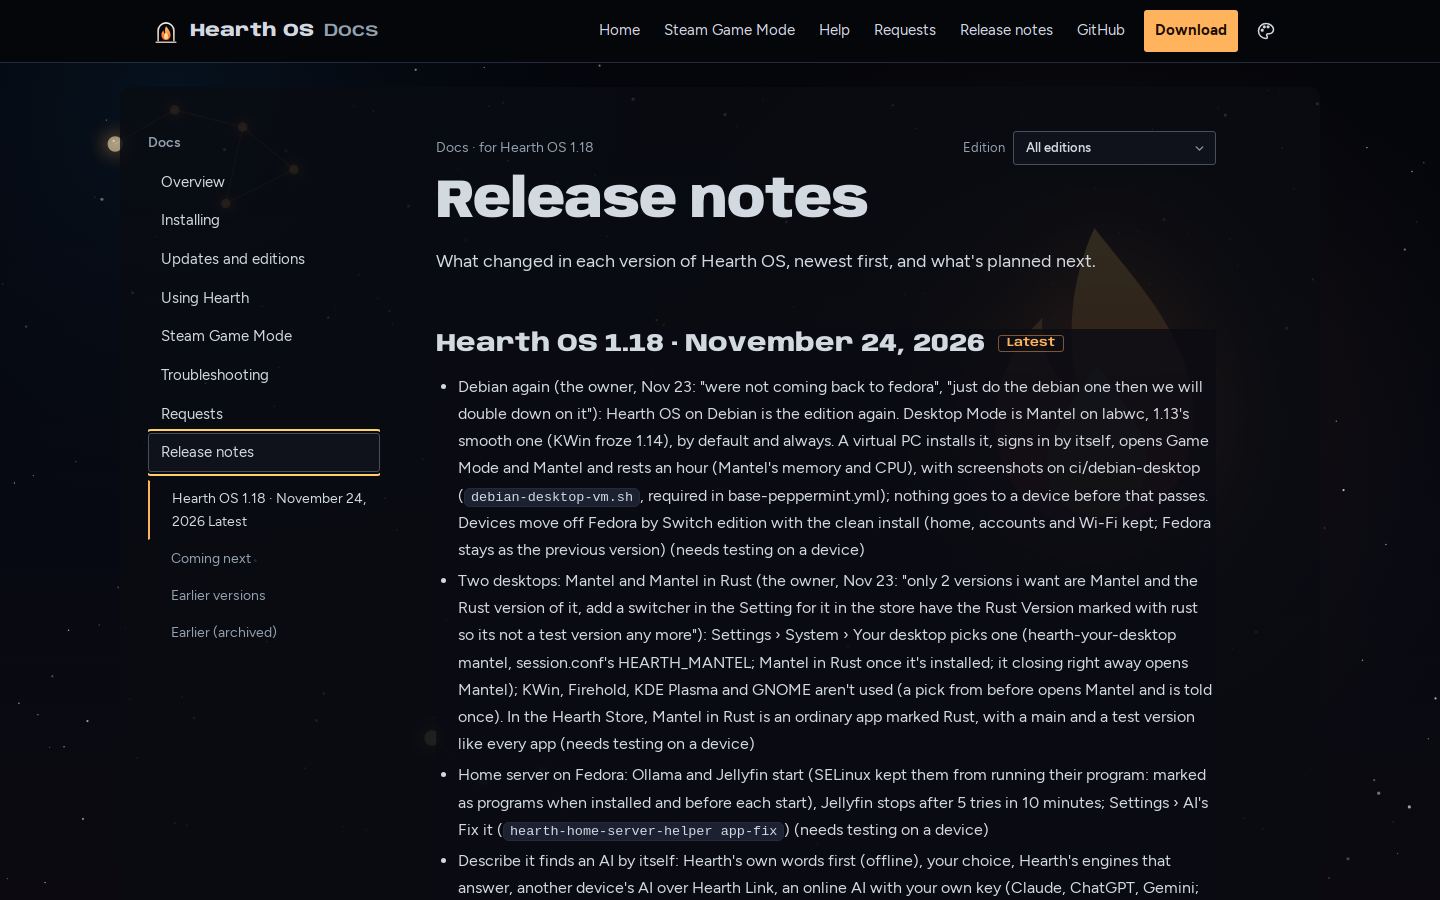 Hearth OS Docs
Home
Steam Game Mode
Help
Requests
Release notes
GitHub
Download
Docs
Overview
Installing
Updates and editions
Using Hearth
Steam Game Mode
Troubleshooting
Requests
Release notes
Hearth OS 1.18 · November 24,
2026 Latest
Coming next
Earlier versions
Earlier (archived)
Docs · for Hearth OS 1.18
Edition
All editions
Release notes
What changed in each version of Hearth OS, newest first, and what's planned next.
Hearth OS 1.18 · November 24, 2026 Latest
Debian again (the owner, Nov 23: "were not coming back to fedora", "just do the debian one then we will
double down on it"): Hearth OS on Debian is the edition again. Desktop Mode is Mantel on labwc, 1.13's
smooth one (KWin froze 1.14), by default and always. A virtual PC installs it, signs in by itself, opens Game
Mode and Mantel and rests an hour (Mantel's memory and CPU), with screenshots on ci/debian-desktop
(debian-desktop-vm.sh, required in base-peppermint.yml); nothing goes to a device before that passes.
Devices move off Fedora by Switch edition with the clean install (home, accounts and Wi-Fi kept; Fedora
stays as the previous version) (needs testing on a device)
Two desktops: Mantel and Mantel in Rust (the owner, Nov 23: "only 2 versions i want are Mantel and the
Rust version of it, add a switcher in the Setting for it in the store have the Rust Version marked with rust
so its not a test version any more"): Settings › System › Your desktop picks one (hearth-your-desktop
mantel, session.conf's HEARTH_MANTEL; Mantel in Rust once it's installed; it closing right away opens
Mantel); KWin, Firehold, KDE Plasma and GNOME aren't used (a pick from before opens Mantel and is told
once). In the Hearth Store, Mantel in Rust is an ordinary app marked Rust, with a main and a test version
like every app (needs testing on a device)
Home server on Fedora: Ollama and Jellyfin start (SELinux kept them from running their program: marked
as programs when installed and before each start), Jellyfin stops after 5 tries in 10 minutes; Settings › AI's
Fix it (hearth-home-server-helper app-fix) (needs testing on a device)
Describe it finds an AI by itself: Hearth's own words first (offline), your choice, Hearth's engines that
answer, another device's AI over Hearth Link, an online AI with your own key (Claude, ChatGPT, Gemini;